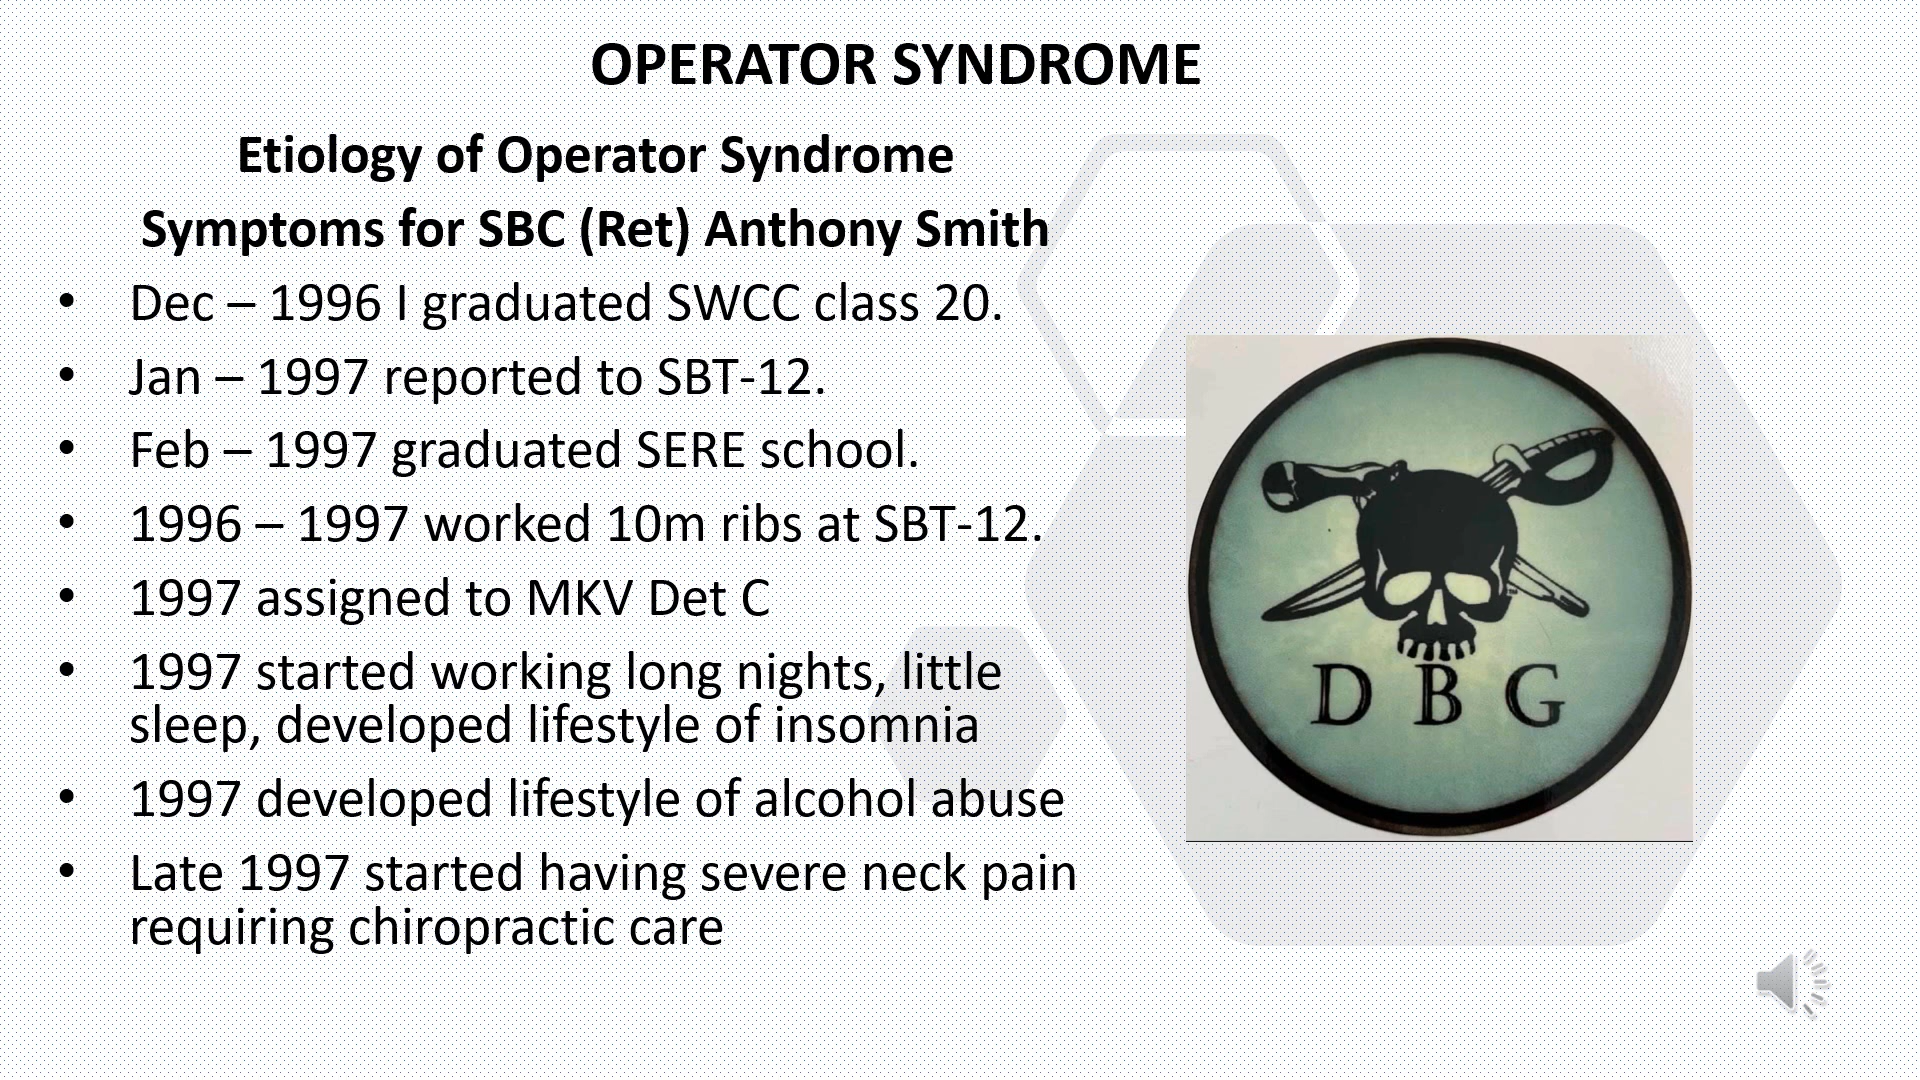 OPERATOR SYNDROME
Etiology of Operator Syndrome
Symptoms for SBC (Ret) Anthony Smith
• Dec – 1996 I graduated SWCC class 20.
• Jan – 1997 reported to SBT-12.
• Feb – 1997 graduated SERE school.
• 1996 – 1997 worked 10m ribs at SBT-12.
• 1997 assigned to MKV Det C
• 1997 started working long nights, little
sleep, developed lifestyle of insomnia
• 1997 developed lifestyle of alcohol abuse
• Late 1997 started having severe neck pain
requiring chiropractic care
D B G